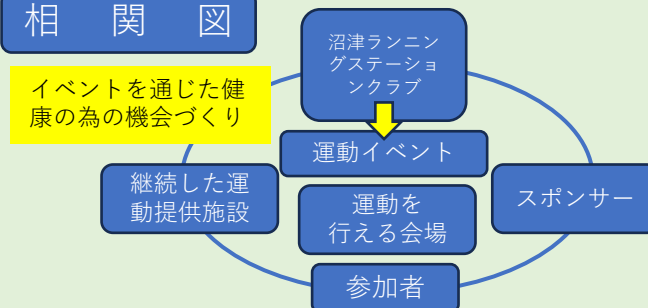 相 関 図
沼津ランニン
グステーショ
ンクラブ
イベントを通じた健
康の為の機会づくり
運動イベント
継続した運
動提供施設
運動を
行える会場
スポンサー
参加者